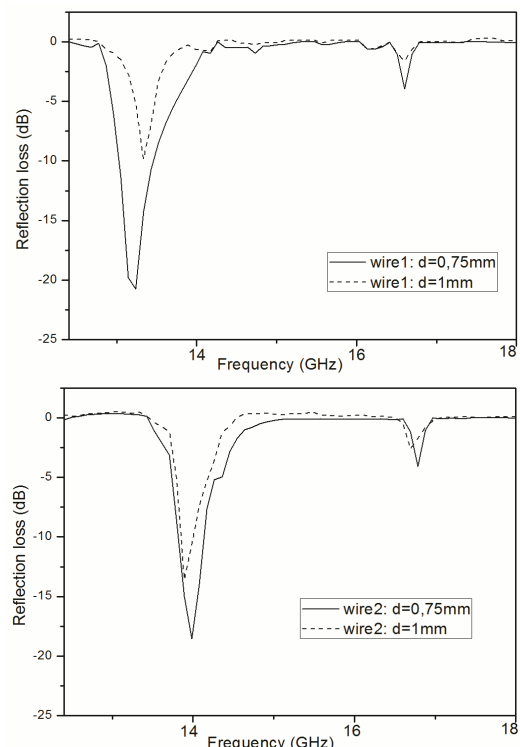 0
-5
-10
-15
-20
-25
Reflection loss (dB)
wire1: d=0,75mm
wire1: d=1mm
14
16
18
Frequency (GHz)
0
-5
-10
-15
-20
-25
Reflection loss (dB)
wire2: d=0,75mm
wire2: d=1mm
14
16
18
Frequency (GHz)